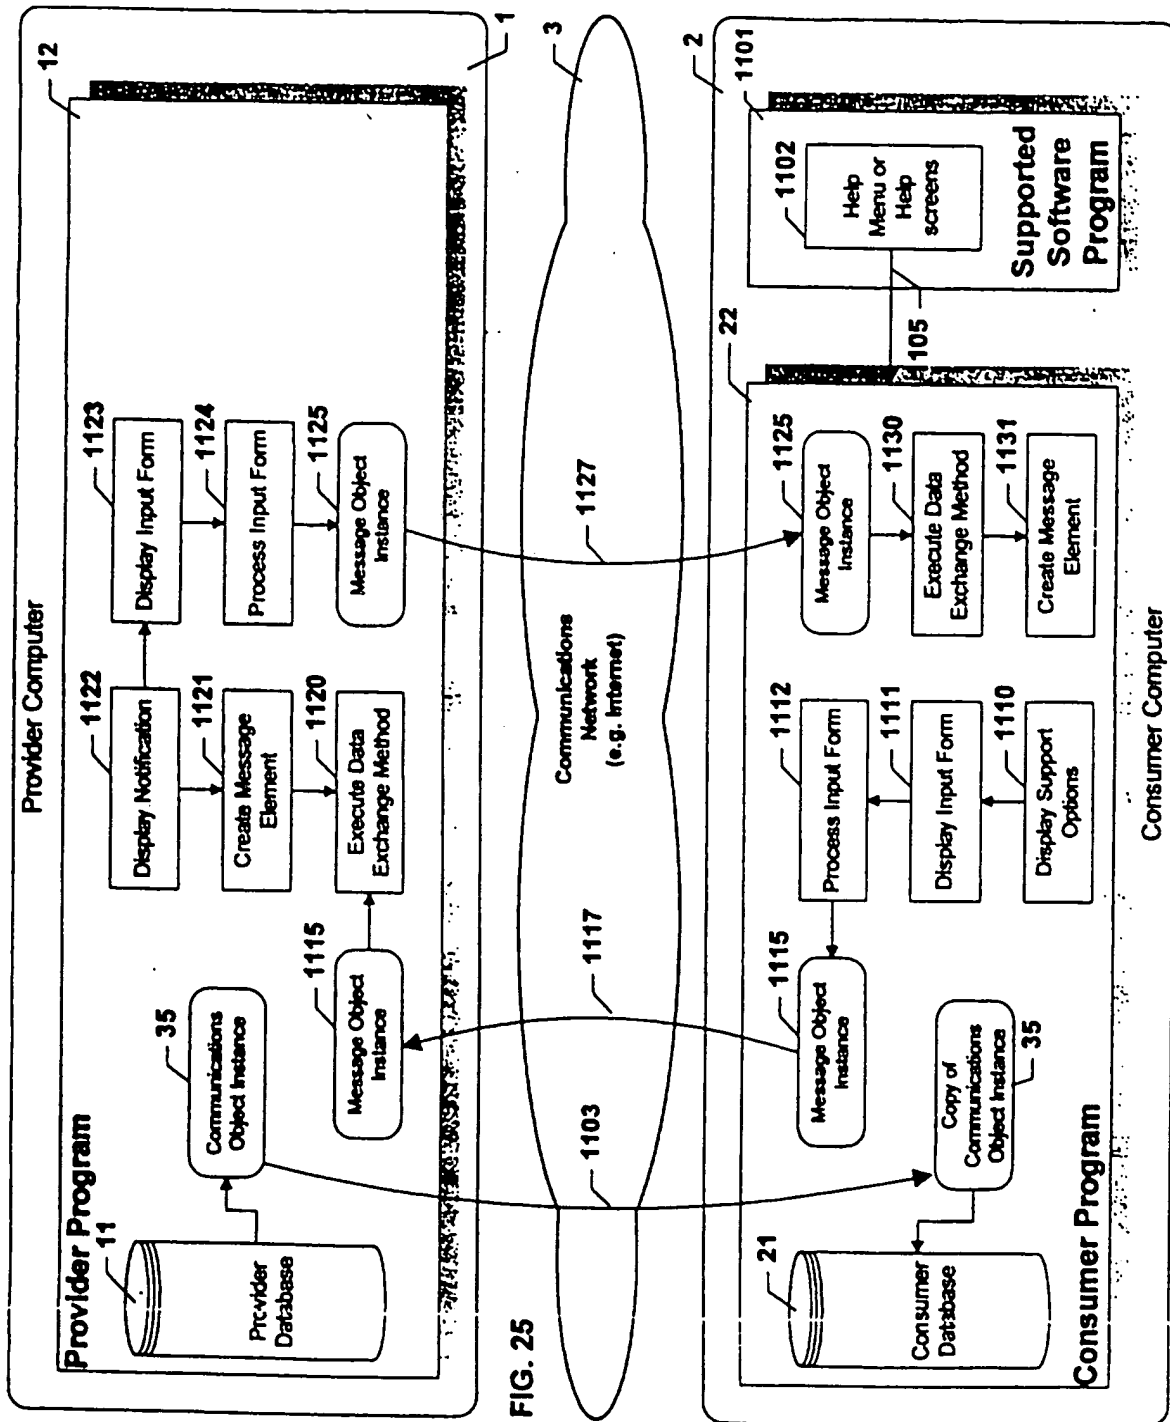 Provider Computer
1
12
Provider Program
11
Provider
Database
35
Communications
Object Instance
1115
Message Object
Instance
1122
Display Notification
1121
Create Message
Element
1120
Execute Data
Exchange Method
1123
Display Input Form
1124
Process Input Form
1125
Message Object
Instance
FIG. 25
3
Communications
Network
(e.g. Internet)
1103
1117
1127
2
22
1112
Process Input Form
1111
Display Input Form
1110
Display Support
Options
1115
Message Object
Instance
Copy of
Communications
Object Instance
35
21
Consumer
Database
Consumer Program
1125
Message Object
Instance
1130
Execute Data
Exchange Method
1131
Create Message
Element
1101
1102
Help
Menu or
Help
screens
105
Supported
Software
Program
Consumer Computer